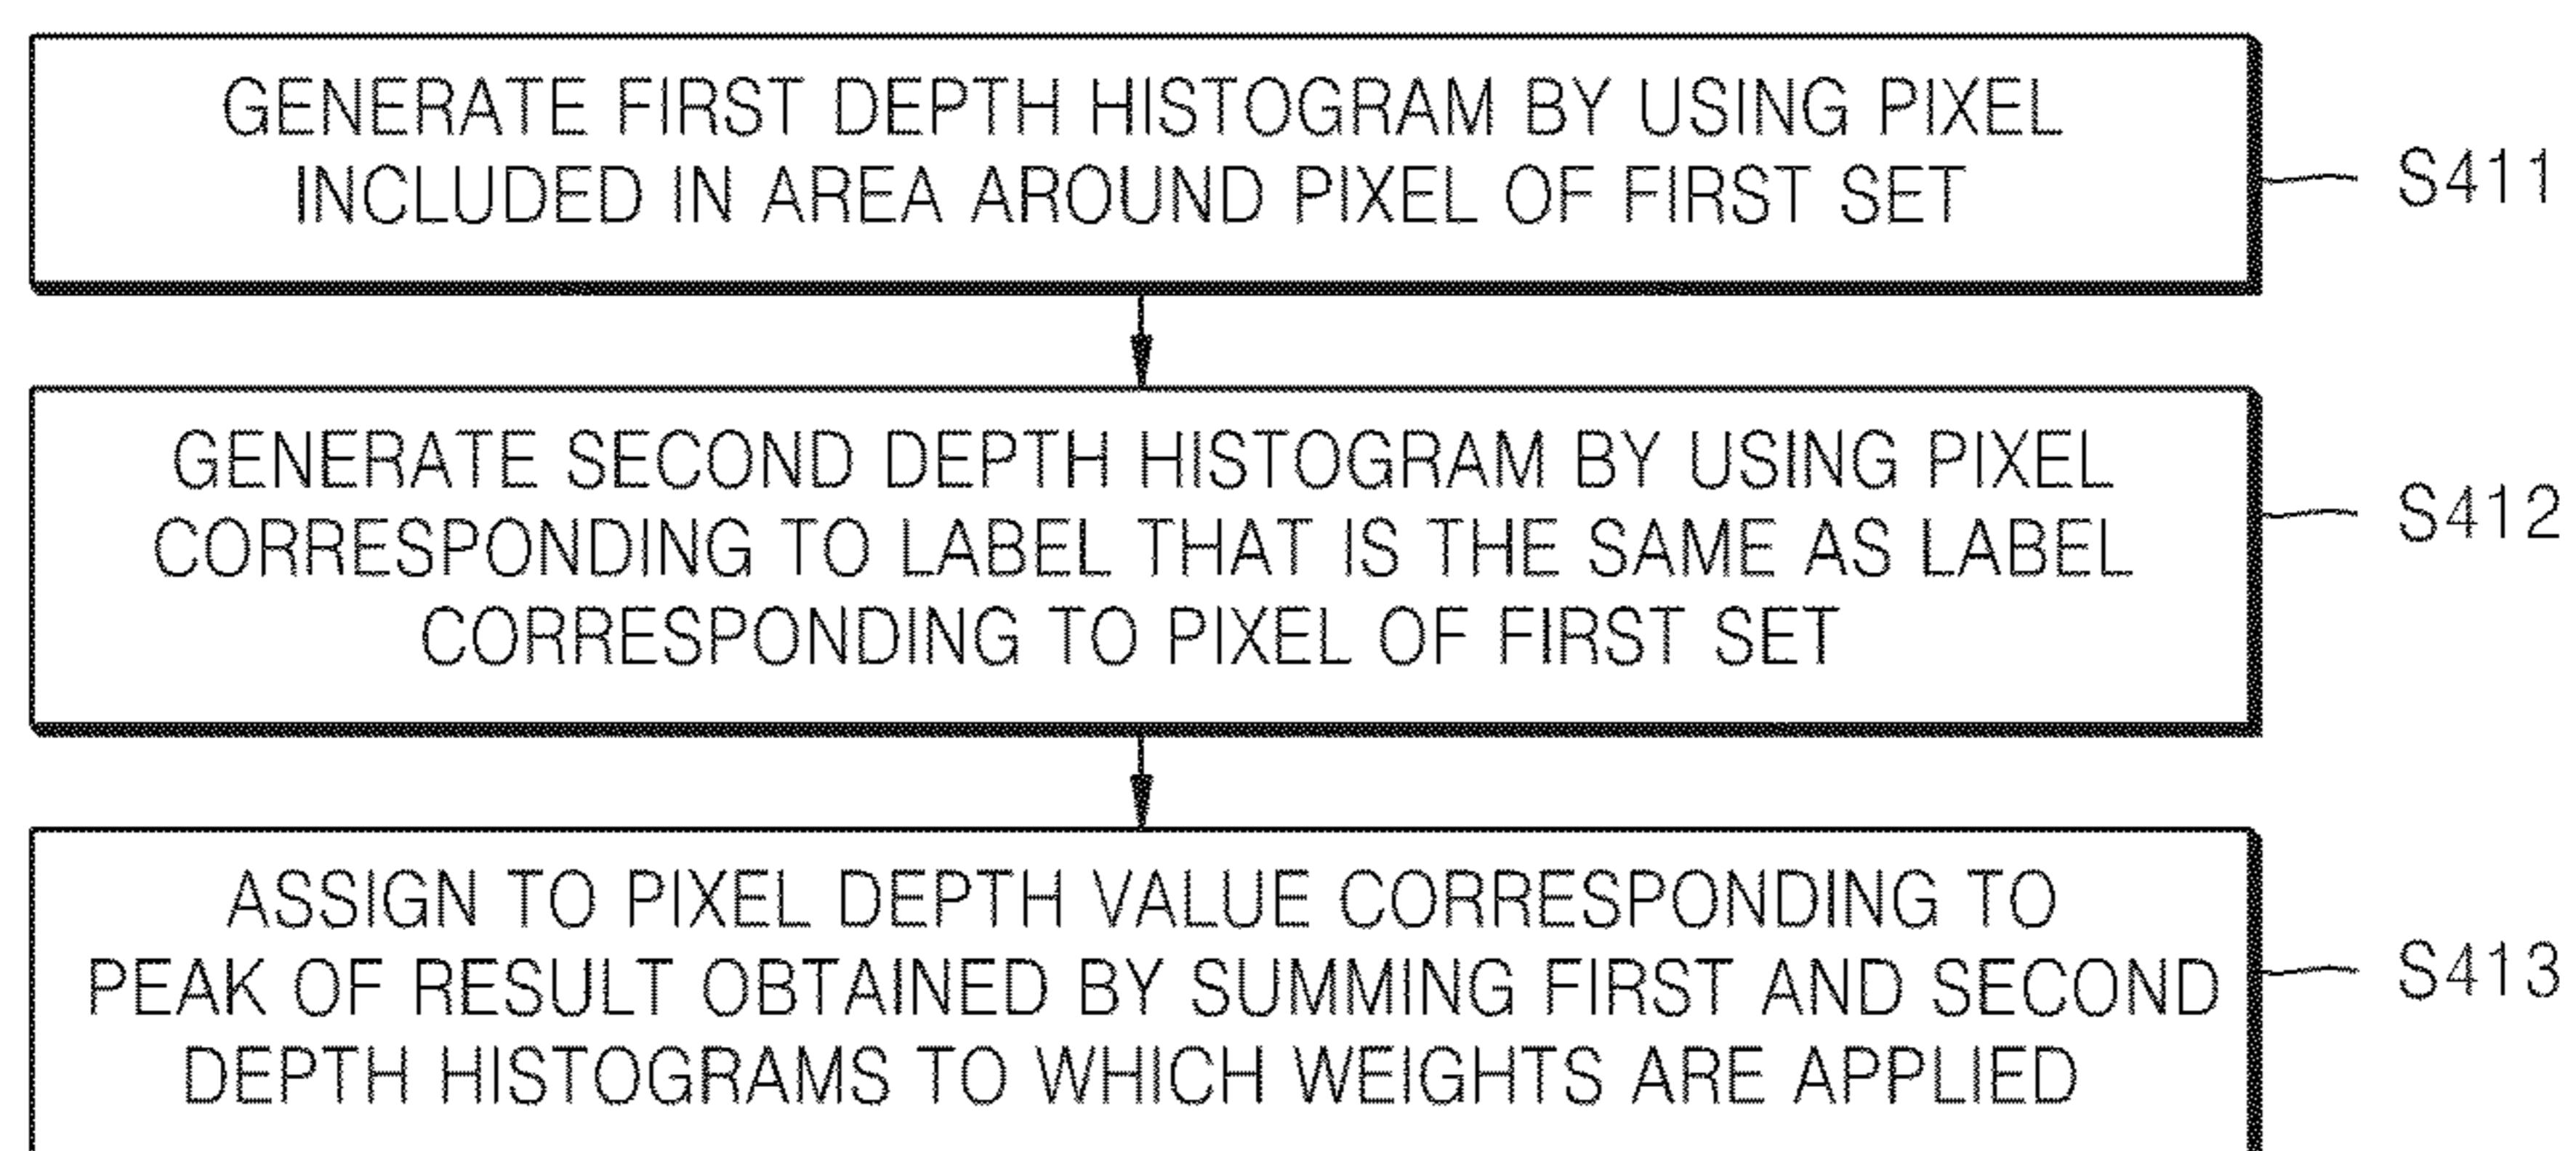 GENERATE FIRST DEPTH HISTOGRAM BY USING PIXEL
INCLUDED IN AREA AROUND PIXEL OF FIRST SET
S411
GENERATE SECOND DEPTH HISTOGRAM BY USING PIXEL
CORRESPONDING TO LABEL THAT IS THE SAME AS LABEL
CORRESPONDING TO PIXEL OF FIRST SET
S412
ASSIGN TO PIXEL DEPTH VALUE CORRESPONDING TO
PEAK OF RESULT OBTAINED BY SUMMING FIRST AND SECOND
DEPTH HISTOGRAMS TO WHICH WEIGHTS ARE APPLIED
S413